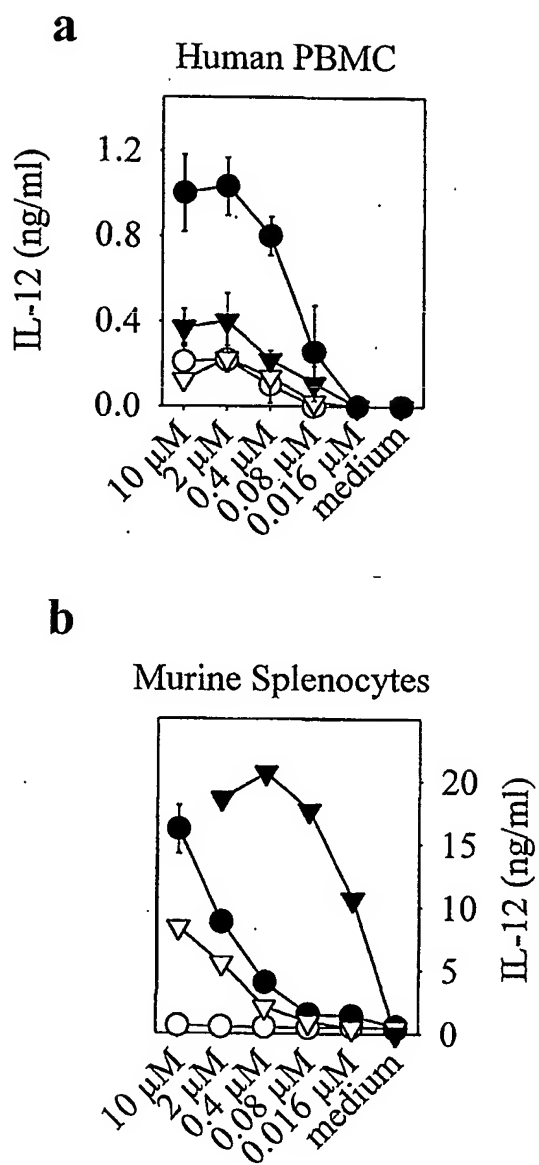 a
Human PBMC
IL-12 (ng/ml)
1.2
0.8
0.4
0.0
10 µM
2 µM
0.4 µM
0.08 µM
0.016 µM
medium
b
Murine Splenocytes
20
15
10
5
0
IL-12 (ng/ml)
10 µM
2 µM
0.4 µM
0.08 µM
0.016 µM
medium